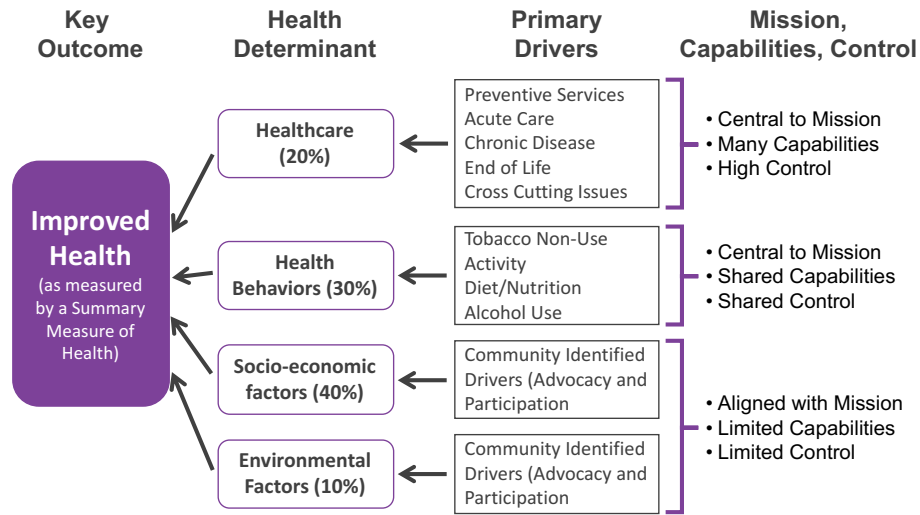 Key
Outcome
Health
Determinant
Primary
Drivers
Mission,
Capabilities, Control
Improved
Health
(as measured
by a Summary
Measure of
Health)
Healthcare
(20%)
Preventive Services
Acute Care
Chronic Disease
End of Life
Cross Cutting Issues
• Central to Mission
• Many Capabilities
• High Control
Health
Behaviors (30%)
Tobacco Non-Use
Activity
Diet/Nutrition
Alcohol Use
• Central to Mission
• Shared Capabilities
• Shared Control
Socio-economic
factors (40%)
Community Identified
Drivers (Advocacy and
Participation
Environmental
Factors (10%)
Community Identified
Drivers (Advocacy and
Participation
• Aligned with Mission
• Limited Capabilities
• Limited Control